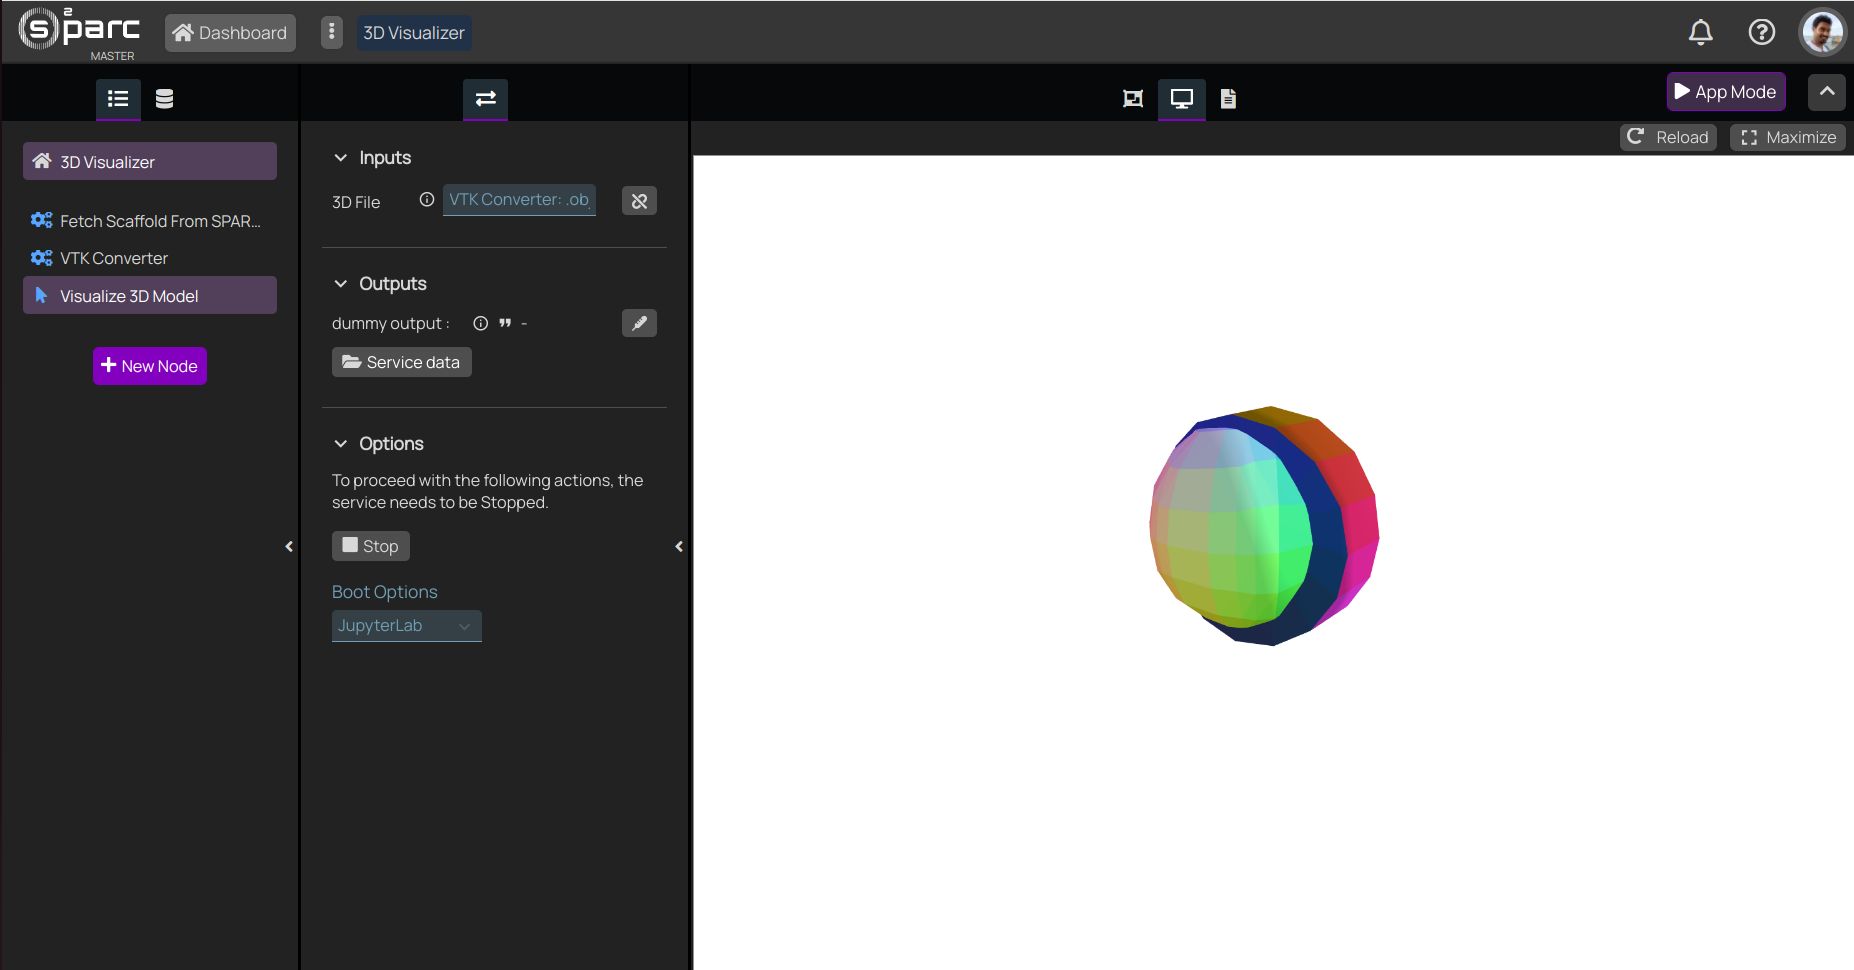 s²parc
MASTER
Dashboard
3D Visualizer
App Mode
Reload
Maximize
3D Visualizer
Fetch Scaffold From SPAR...
VTK Converter
Visualize 3D Model
New Node
Inputs
3D File
VTK Converter: .ob
Outputs
dummy output :
" -
Service data
Options
To proceed with the following actions, the
service needs to be Stopped.
Stop
Boot Options
JupyterLab